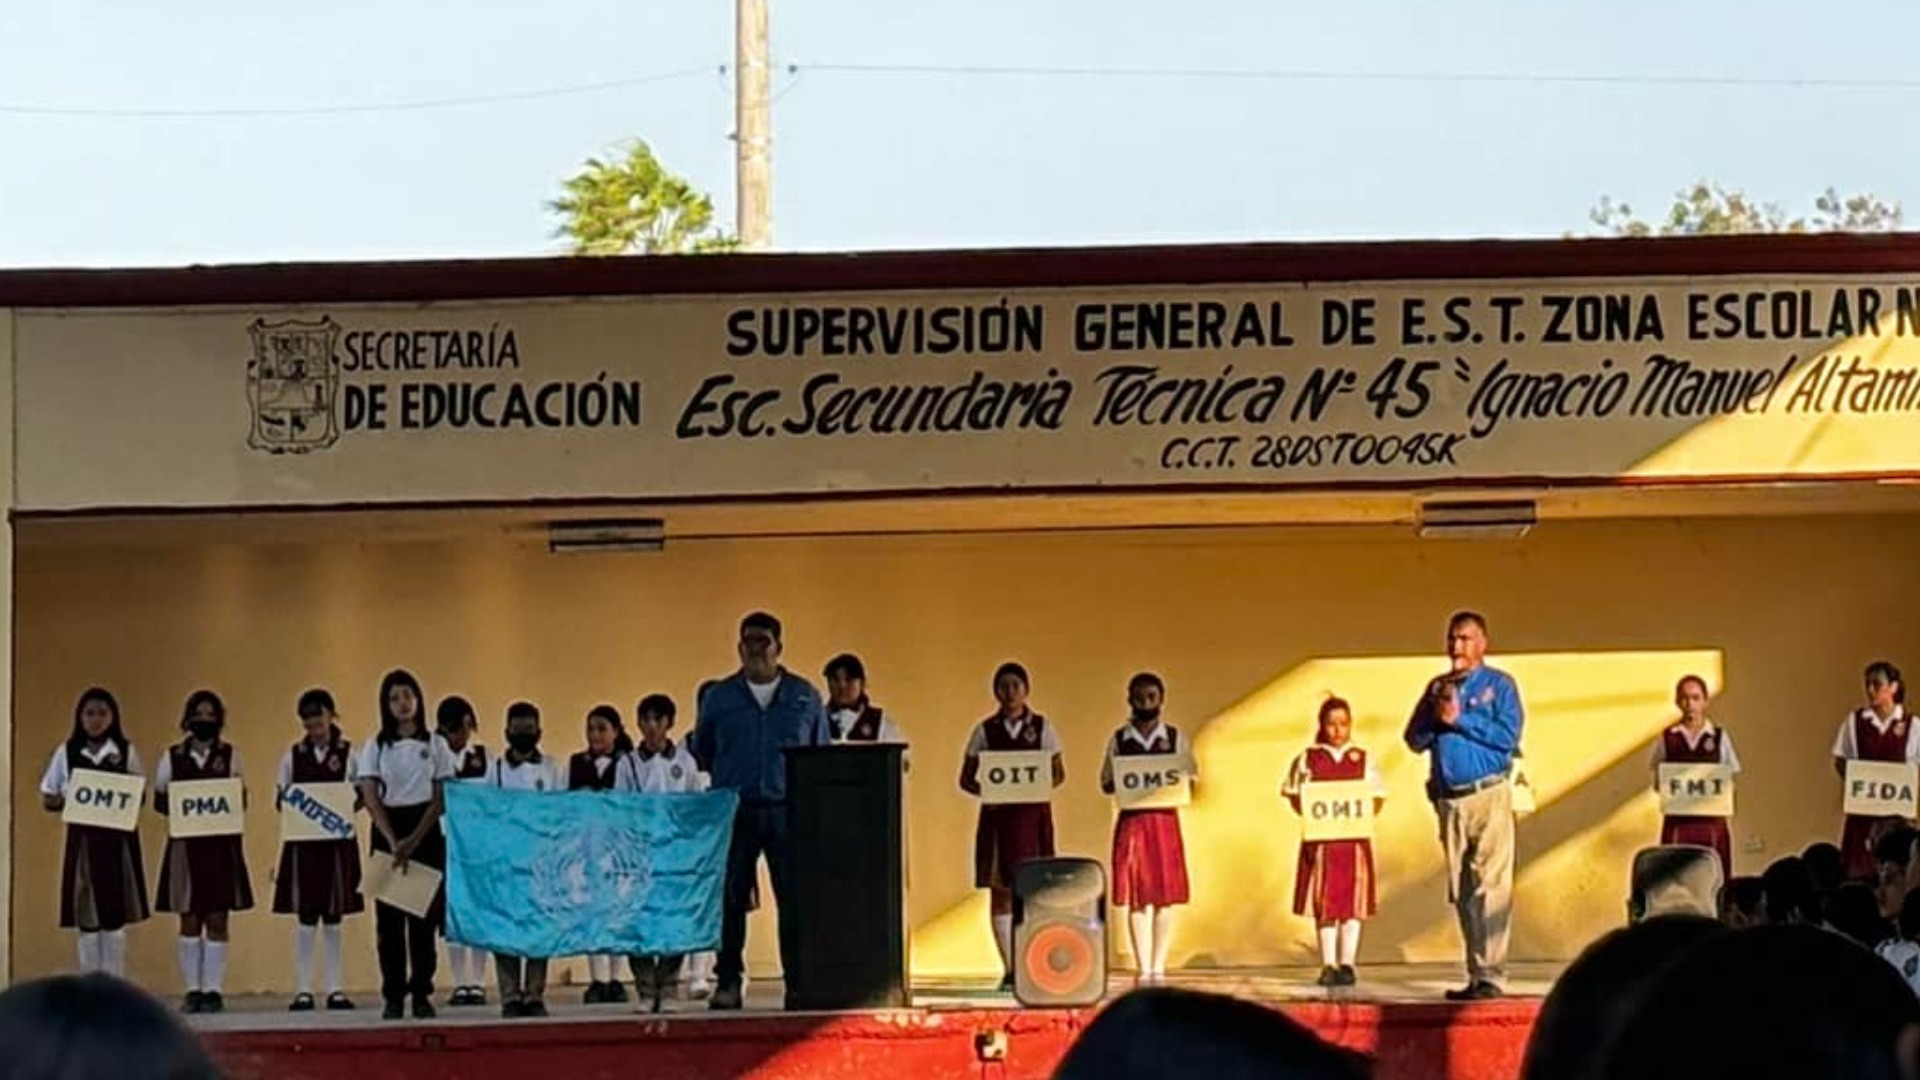 SECRETARÍA
DE EDUCACIÓN
SUPERVISIÓN GENERAL DE E.S.T. ZONA ESCOLAR N
Esc. Secundaria Técnica Nº 45 "Ignacio Manuel Altami
C.C.T. 28DST0045K
OMT
PMA
UNIFEM
OIT
OMS
OMI
A
FMI
FIDA